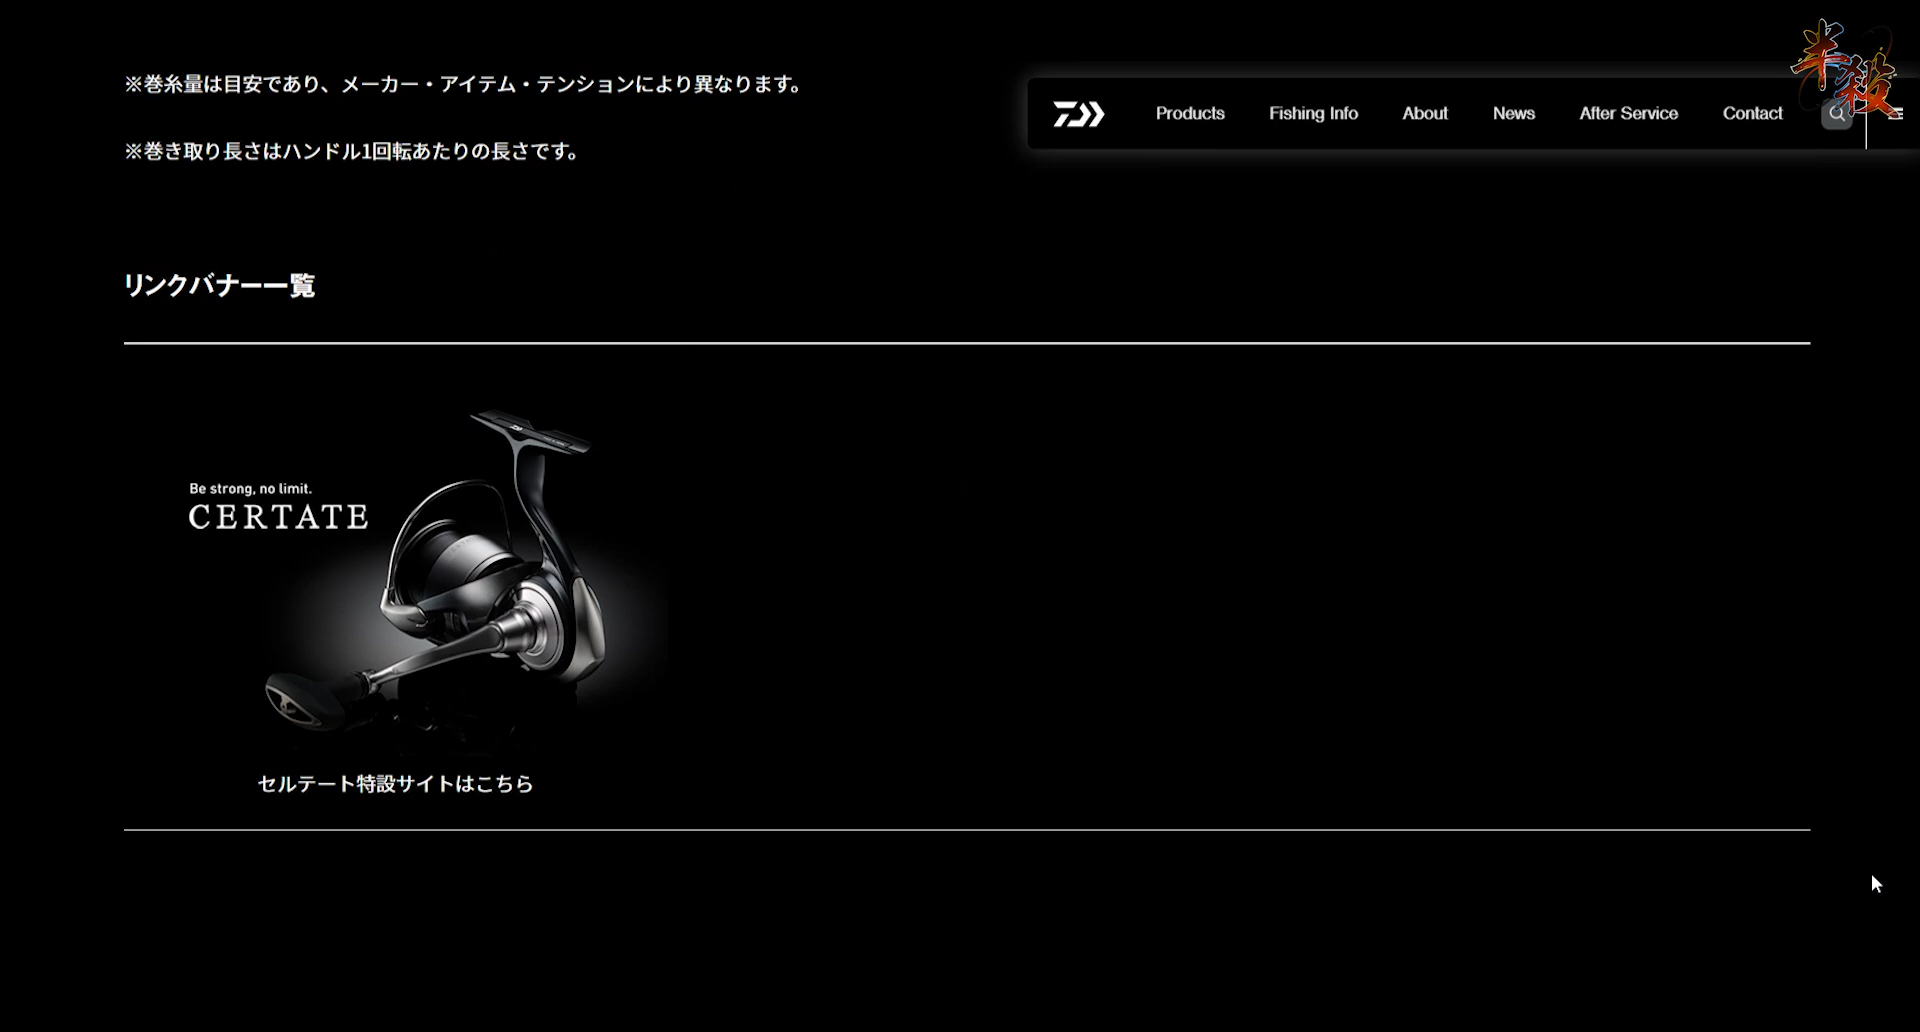 ※巻糸量は目安であり、メーカー・アイテム・テンションにより異なります。
半殺
Products Fishing Info About News After Service Contact
※巻き取り長さはハンドル1回転あたりの長さです。
リンクバナー一覧
Be strong, no limit.
CERTATE
セルテート特設サイトはこちら